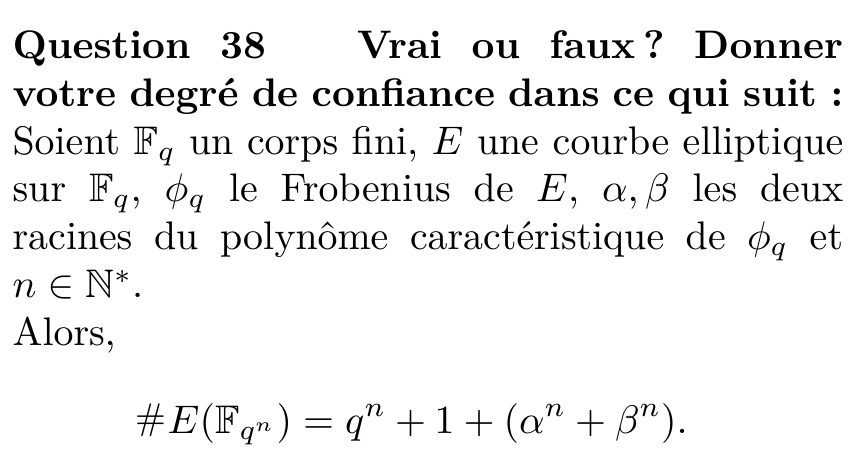 Question 38 Vrai ou faux ? Donner
votre degré de confiance dans ce qui suit :
Soient $\mathbb{F}_q$ un corps fini, $E$ une courbe elliptique
sur $\mathbb{F}_q$, $\phi_q$ le Frobenius de $E$, $\alpha, \beta$ les deux
racines du polynôme caractéristique de $\phi_q$ et
$n \in \mathbb{N}^*$.
Alors,
$\#E(\mathbb{F}_{q^n}) = q^n + 1 + (\alpha^n + \beta^n).$